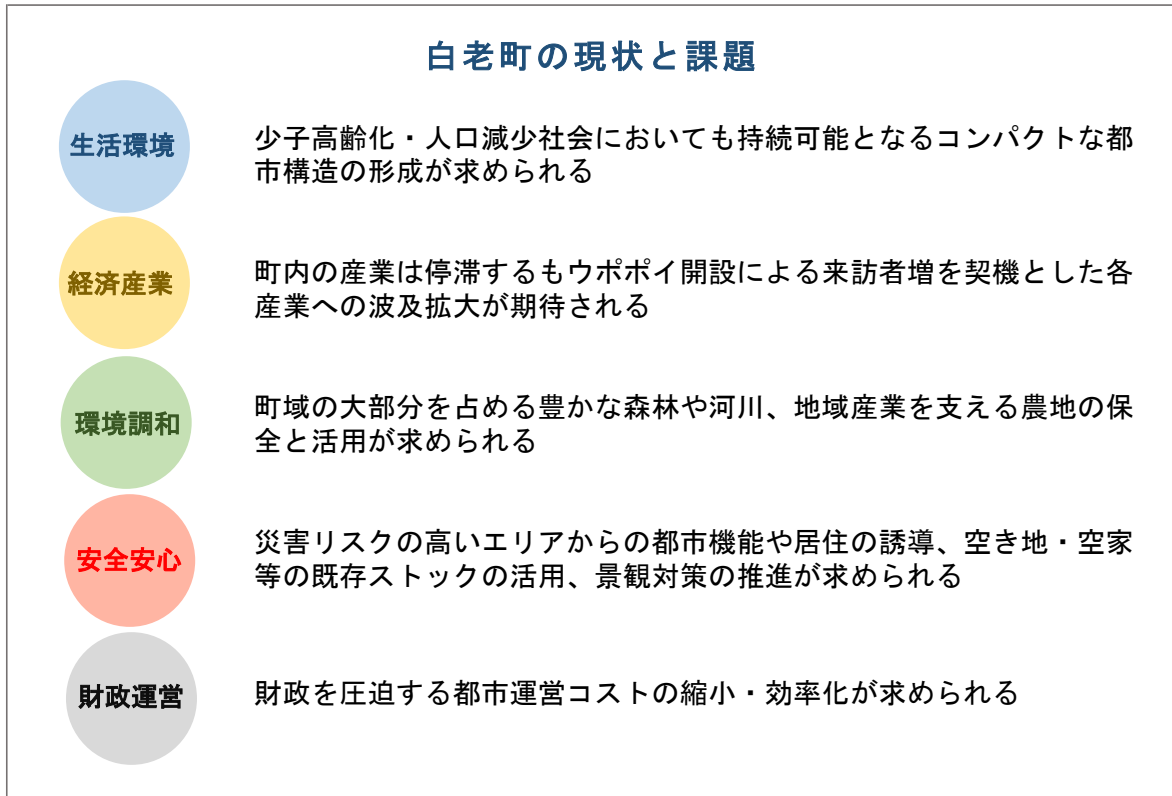 白老町の現状と課題
生活環境
少子高齢化・人口減少社会においても持続可能となるコンパクトな都
市構造の形成が求められる
経済産業
町内の産業は停滞するもウポポイ開設による来訪者増を契機とした各
産業への波及拡大が期待される
環境調和
町域の大部分を占める豊かな森林や河川、地域産業を支える農地の保
全と活用が求められる
安全安心
災害リスクの高いエリアからの都市機能や居住の誘導、空き地・空家
等の既存ストックの活用、景観対策の推進が求められる
財政運営
財政を圧迫する都市運営コストの縮小・効率化が求められる